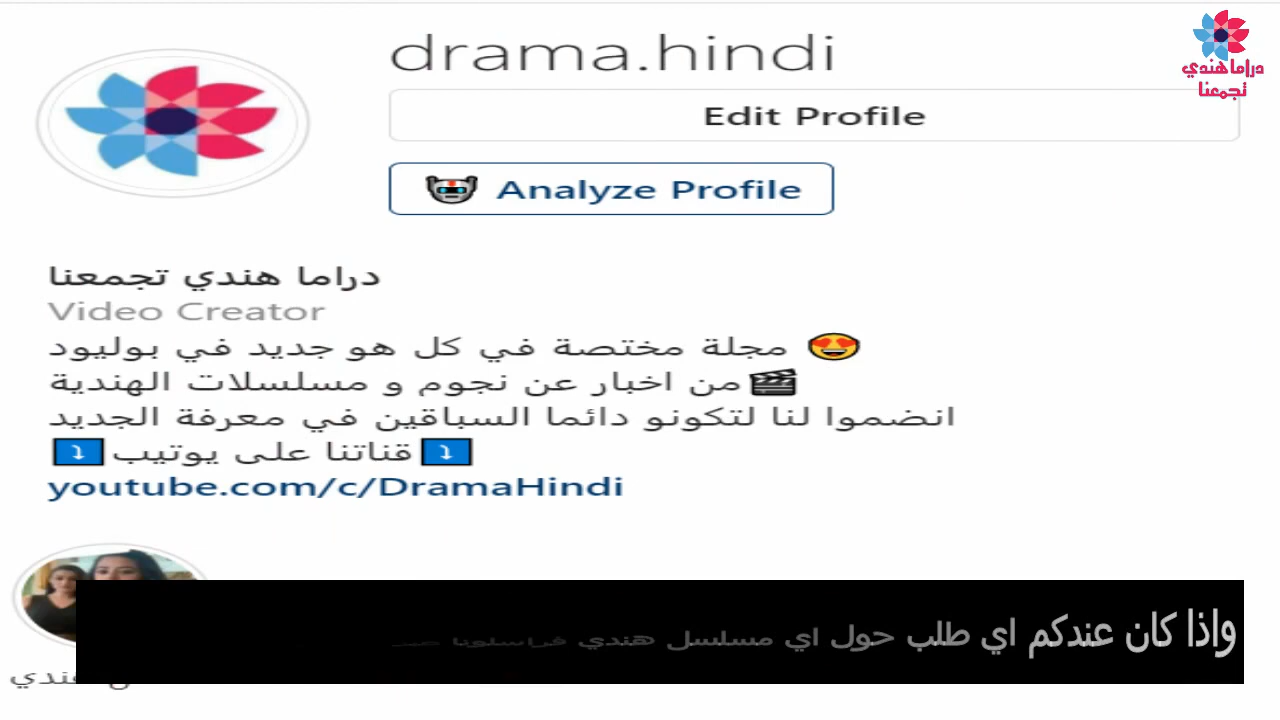 drama.hindi
دراما هندي
تجمعنا
Edit Profile
Analyze Profile
دراما هندي تجمعنا
Video Creator
مجلة مختصة في كل هو جديد في بوليود 😍
🎬من اخبار عن نجوم و مسلسلات الهندية
انضموا لنا لتكونو دائما السباقين في معرفة الجديد
⤵️قناتنا على يوتيب⤵️
youtube.com/c/DramaHindi
واذا كان عندكم اي طلب حول اي مسلسل هندي فراسلونا
هندي